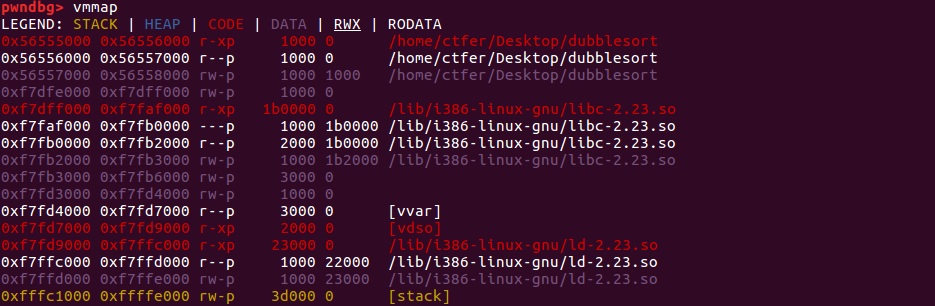 pwndbg> vmmap
LEGEND: STACK | HEAP | CODE | DATA | RWX | RODATA
0x56555000 0x56556000 r-xp     1000 0      /home/ctfer/Desktop/dubblesort
0x56556000 0x56557000 r--p     1000 0      /home/ctfer/Desktop/dubblesort
0x56557000 0x56558000 rw-p     1000 1000   /home/ctfer/Desktop/dubblesort
0xf7dfe000 0xf7dff000 rw-p     1000 0
0xf7dff000 0xf7faf000 r-xp   1b0000 0      /lib/i386-linux-gnu/libc-2.23.so
0xf7faf000 0xf7fb0000 ---p     1000 1b0000 /lib/i386-linux-gnu/libc-2.23.so
0xf7fb0000 0xf7fb2000 r--p     2000 1b0000 /lib/i386-linux-gnu/libc-2.23.so
0xf7fb2000 0xf7fb3000 rw-p     1000 1b2000 /lib/i386-linux-gnu/libc-2.23.so
0xf7fb3000 0xf7fb6000 rw-p     3000 0
0xf7fd3000 0xf7fd4000 rw-p     1000 0
0xf7fd4000 0xf7fd7000 r--p     3000 0      [vvar]
0xf7fd7000 0xf7fd9000 r-xp     2000 0      [vdso]
0xf7fd9000 0xf7ffc000 r-xp    23000 0      /lib/i386-linux-gnu/ld-2.23.so
0xf7ffc000 0xf7ffd000 r--p     1000 22000  /lib/i386-linux-gnu/ld-2.23.so
0xf7ffd000 0xf7ffe000 rw-p     1000 23000  /lib/i386-linux-gnu/ld-2.23.so
0xfffc1000 0xffffe000 rw-p    3d000 0      [stack]